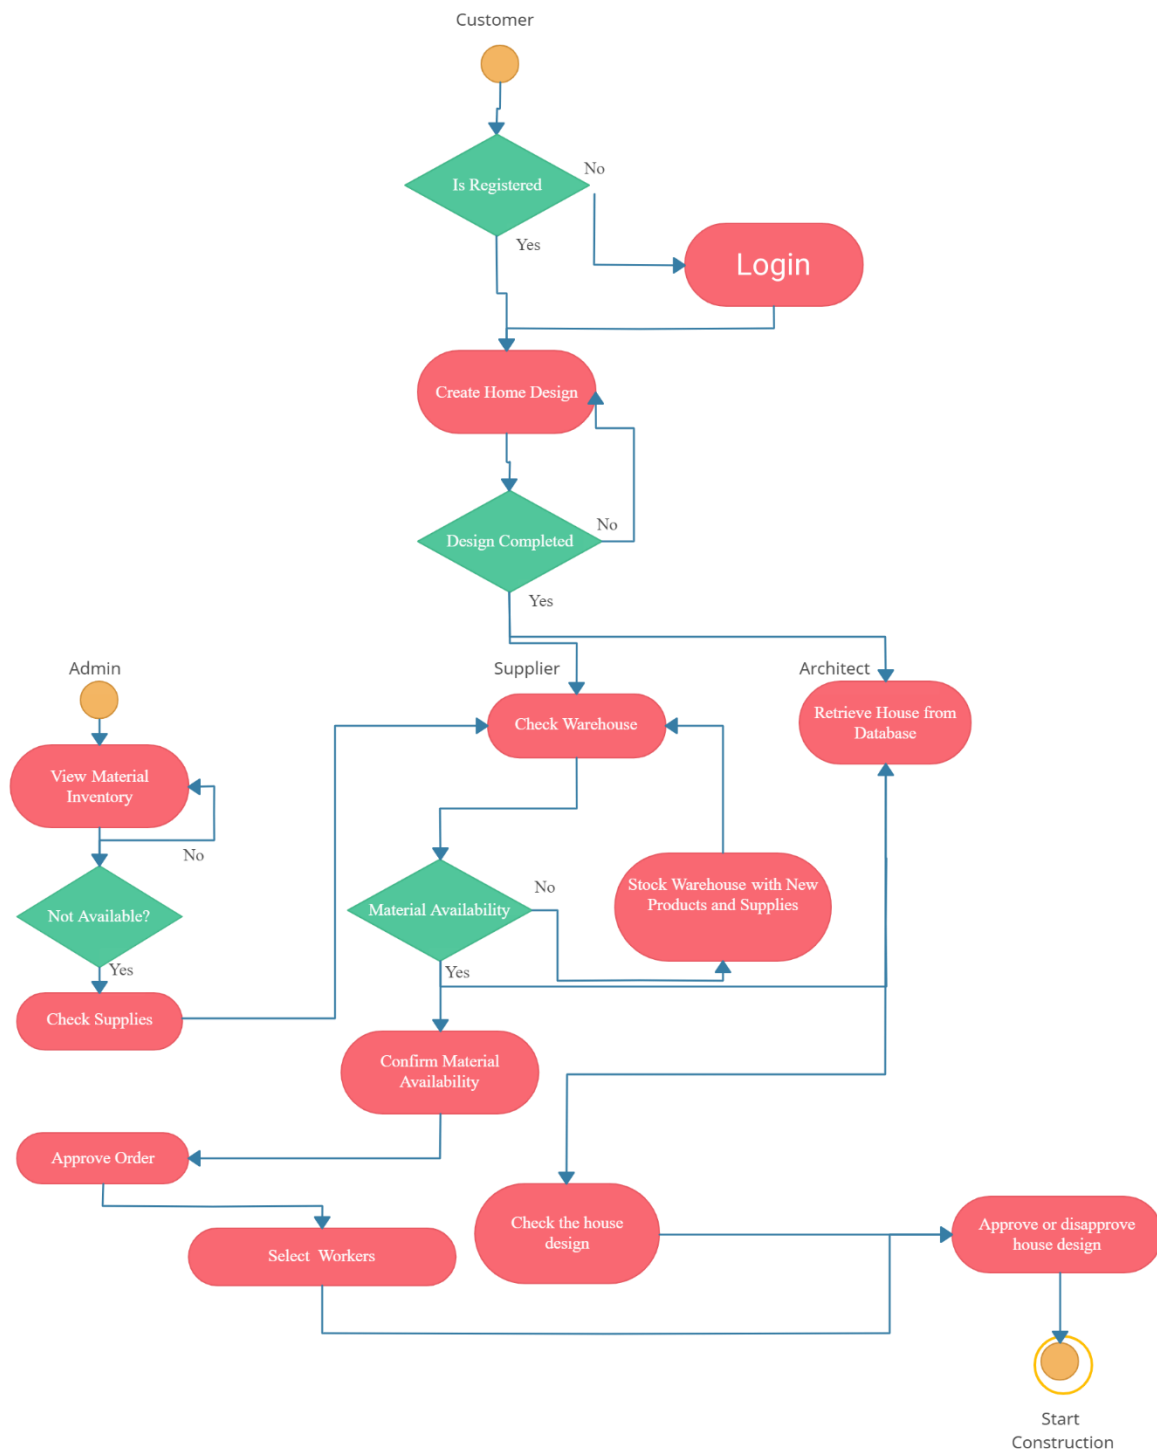 Customer
Is Registered
No
Yes
Login
Create Home Design
Design Completed
No
Yes
Admin
Supplier
Architect
View Material
Inventory
No
Not Available?
Yes
Check Supplies
Check Warehouse
Retrieve House from
Database
Material Availability
No
Yes
Stock Warehouse with New
Products and Supplies
Confirm Material
Availability
Approve Order
Select Workers
Check the house
design
Approve or disapprove
house design
Start
Construction